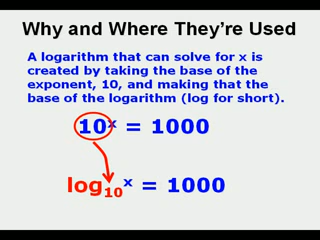 Why and Where They're Used
A logarithm that can solve for x is
created by taking the base of the
exponent, 10, and making that the
base of the logarithm (log for short).
10ˣ = 1000
log₁₀ˣ = 1000